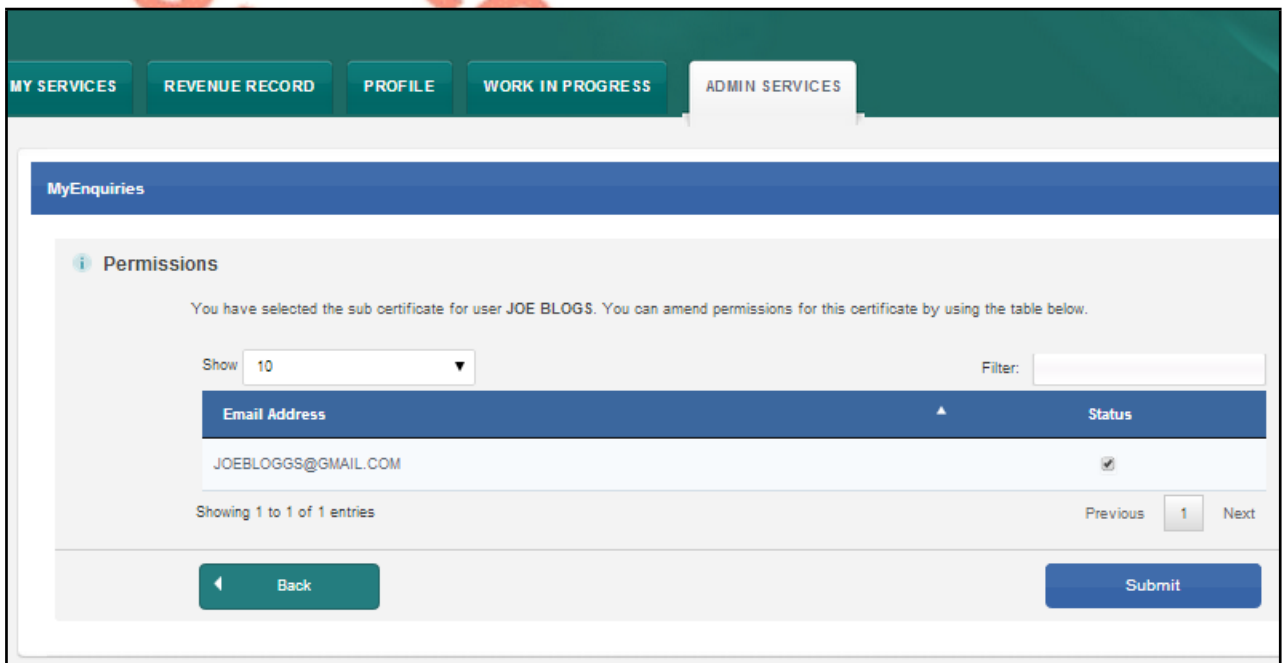 MY SERVICES REVENUE RECORD PROFILE WORK IN PROGRESS ADMIN SERVICES
MyEnquiries
i Permissions
You have selected the sub certificate for user JOE BLOGS. You can amend permissions for this certificate by using the table below.
Show 10 Filter:
Email Address Status
JOEBLOGGS@GMAIL.COM
Showing 1 to 1 of 1 entries Previous 1 Next
Back Submit